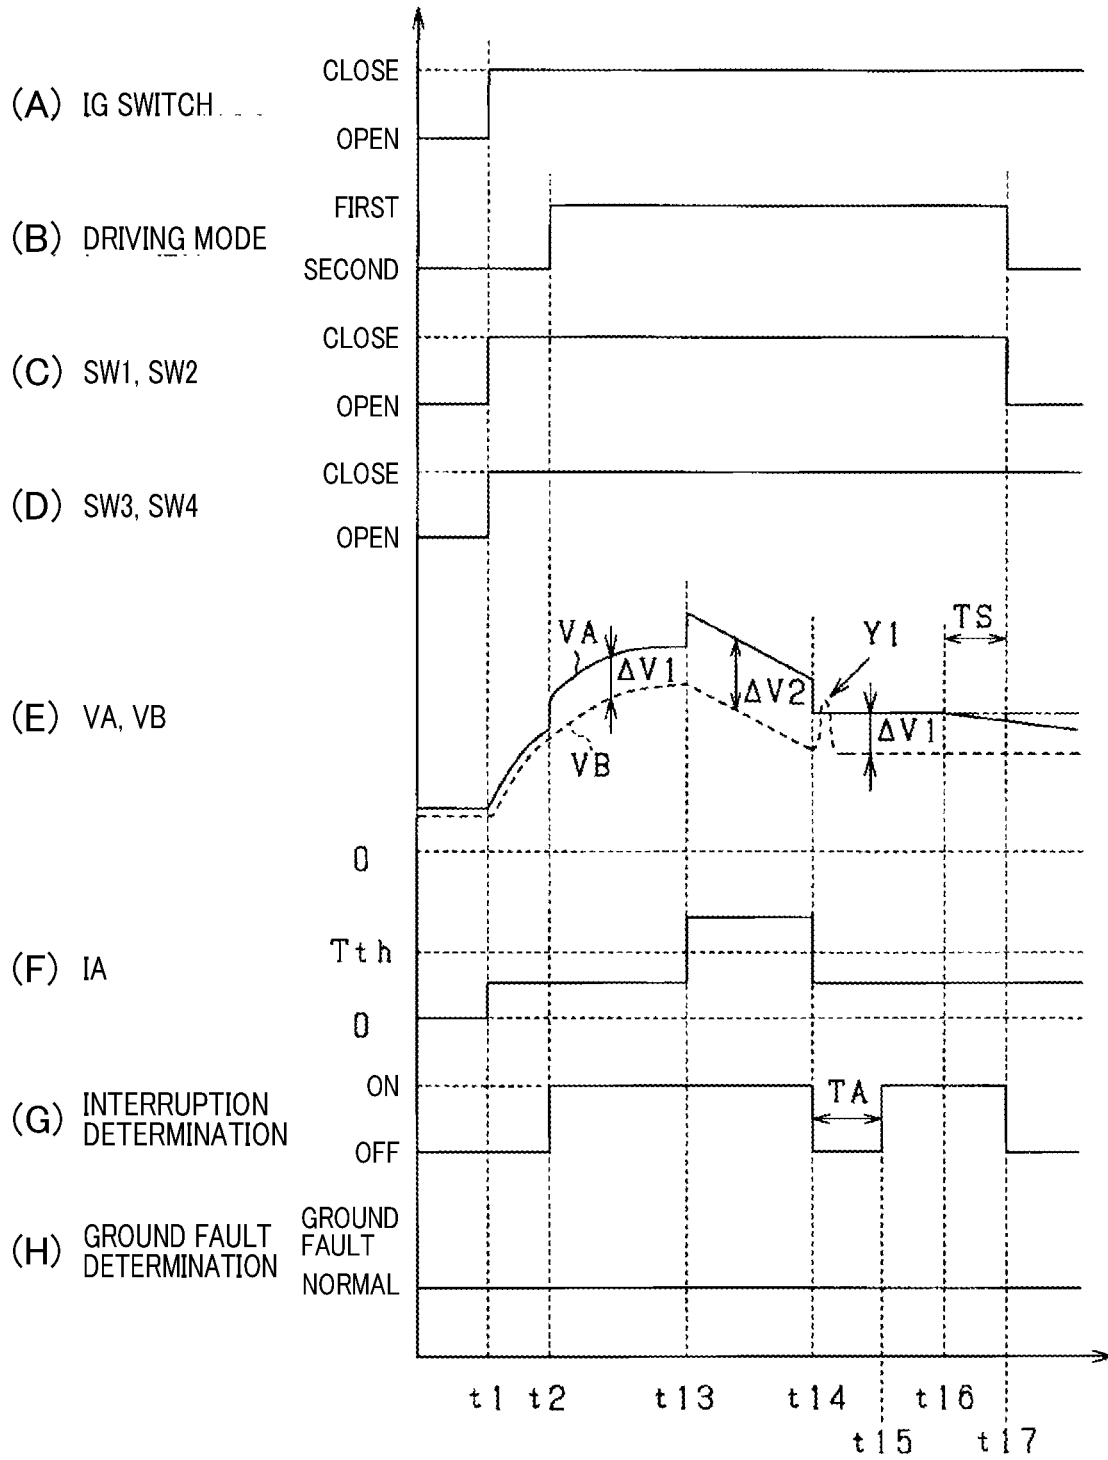 CLOSE
(A) IG SWITCH
OPEN
FIRST
(B) DRIVING MODE
SECOND
CLOSE
(C) SW1, SW2
OPEN
CLOSE
(D) SW3, SW4
OPEN
TS
Y1
VA
ΔV1
ΔV2
(E) VA, VB
ΔV1
VB
0
Tth
(F) IA
0
ON
TA
(G) INTERRUPTION
DETERMINATION
OFF
GROUND
FAULT
(H) GROUND FAULT
DETERMINATION
NORMAL
t1 t2 t13 t14 t16
t15 t17